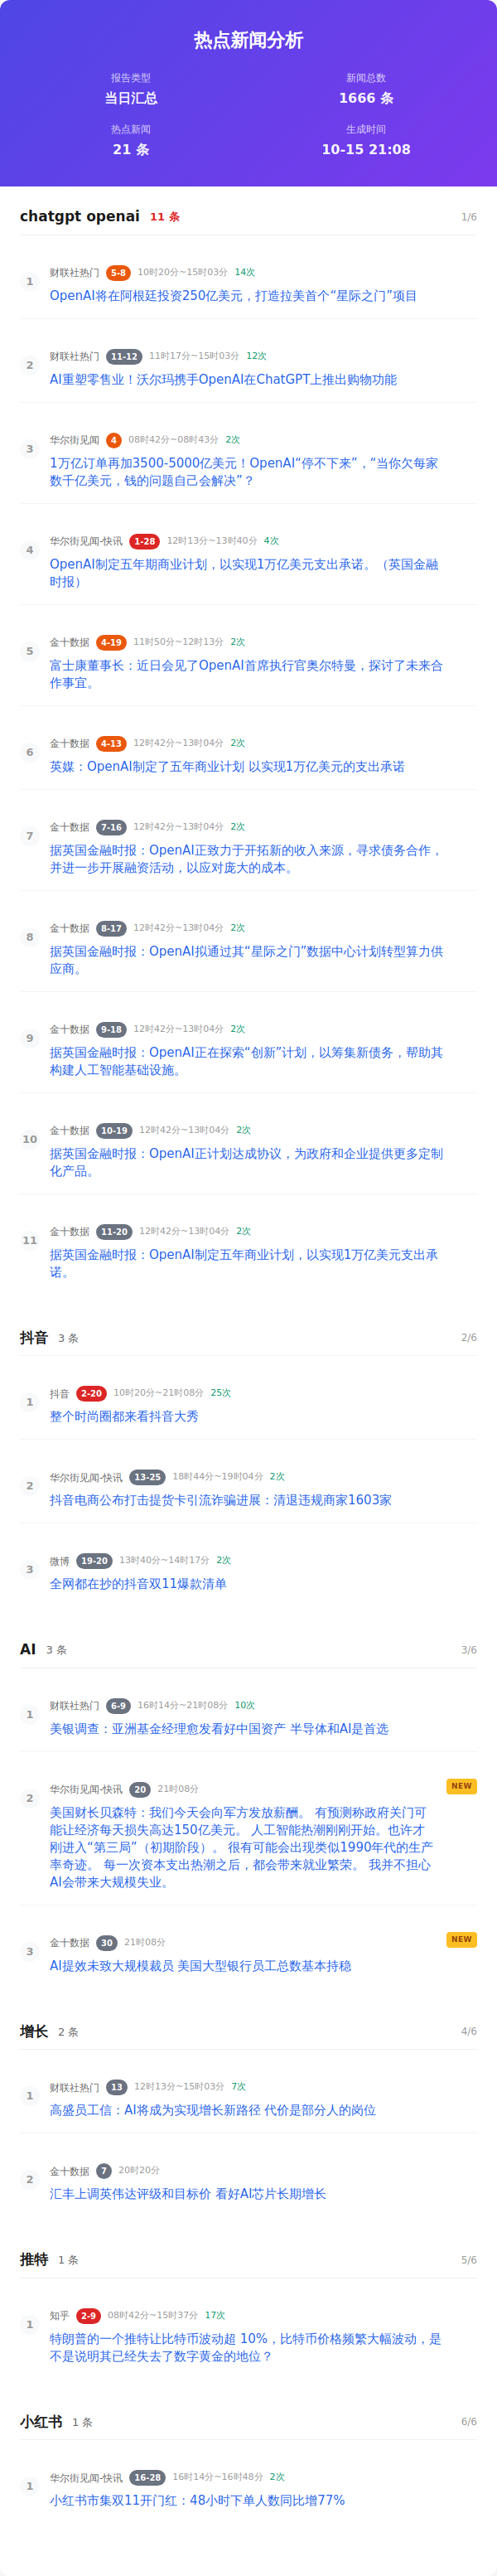 热点新闻分析
报告类型
当日汇总
新闻总数
1666 条
热点新闻
21 条
生成时间
10-15 21:08
chatgpt openai 11 条 1/6
1 财联社热门 5-8 10时20分~15时03分 14次
OpenAI将在阿根廷投资250亿美元，打造拉美首个“星际之门”项目
2 财联社热门 11-12 11时17分~15时03分 12次
AI重塑零售业！沃尔玛携手OpenAI在ChatGPT上推出购物功能
3 华尔街见闻 4 08时42分~08时43分 2次
1万亿订单再加3500-5000亿美元！OpenAI“停不下来”，“当你欠每家
数千亿美元，钱的问题自己会解决”？
4 华尔街见闻-快讯 1-28 12时13分~13时40分 4次
OpenAI制定五年期商业计划，以实现1万亿美元支出承诺。（英国金融
时报）
5 金十数据 4-19 11时50分~12时13分 2次
富士康董事长：近日会见了OpenAI首席执行官奥尔特曼，探讨了未来合
作事宜。
6 金十数据 4-13 12时42分~13时04分 2次
英媒：OpenAI制定了五年商业计划 以实现1万亿美元的支出承诺
7 金十数据 7-16 12时42分~13时04分 2次
据英国金融时报：OpenAI正致力于开拓新的收入来源，寻求债务合作，
并进一步开展融资活动，以应对庞大的成本。
8 金十数据 8-17 12时42分~13时04分 2次
据英国金融时报：OpenAI拟通过其“星际之门”数据中心计划转型算力供
应商。
9 金十数据 9-18 12时42分~13时04分 2次
据英国金融时报：OpenAI正在探索“创新”计划，以筹集新债务，帮助其
构建人工智能基础设施。
10 金十数据 10-19 12时42分~13时04分 2次
据英国金融时报：OpenAI正计划达成协议，为政府和企业提供更多定制
化产品。
11 金十数据 11-20 12时42分~13时04分 2次
据英国金融时报：OpenAI制定五年商业计划，以实现1万亿美元支出承
诺。
抖音 3 条 2/6
1 抖音 2-20 10时20分~21时08分 25次
整个时尚圈都来看抖音大秀
2 华尔街见闻-快讯 13-25 18时44分~19时04分 2次
抖音电商公布打击提货卡引流诈骗进展：清退违规商家1603家
3 微博 19-20 13时40分~14时17分 2次
全网都在抄的抖音双11爆款清单
AI 3 条 3/6
1 财联社热门 6-9 16时14分~21时08分 10次
美银调查：亚洲基金经理愈发看好中国资产 半导体和AI是首选
2 华尔街见闻-快讯 20 21时08分 NEW
美国财长贝森特：我们今天会向军方发放薪酬。 有预测称政府关门可
能让经济每天损失高达150亿美元。 人工智能热潮刚刚开始。也许才
刚进入“第三局”（初期阶段）。 很有可能会出现类似1990年代的生产
率奇迹。 每一次资本支出热潮之后，都会带来就业繁荣。 我并不担心
AI会带来大规模失业。
3 金十数据 30 21时08分 NEW
AI提效未致大规模裁员 美国大型银行员工总数基本持稳
增长 2 条 4/6
1 财联社热门 13 12时13分~15时03分 7次
高盛员工信：AI将成为实现增长新路径 代价是部分人的岗位
2 金十数据 7 20时20分
汇丰上调英伟达评级和目标价 看好AI芯片长期增长
推特 1 条 5/6
1 知乎 2-9 08时42分~15时37分 17次
特朗普的一个推特让比特币波动超 10%，比特币价格频繁大幅波动，是
不是说明其已经失去了数字黄金的地位？
小红书 1 条 6/6
1 华尔街见闻-快讯 16-28 16时14分~16时48分 2次
小红书市集双11开门红：48小时下单人数同比增77%